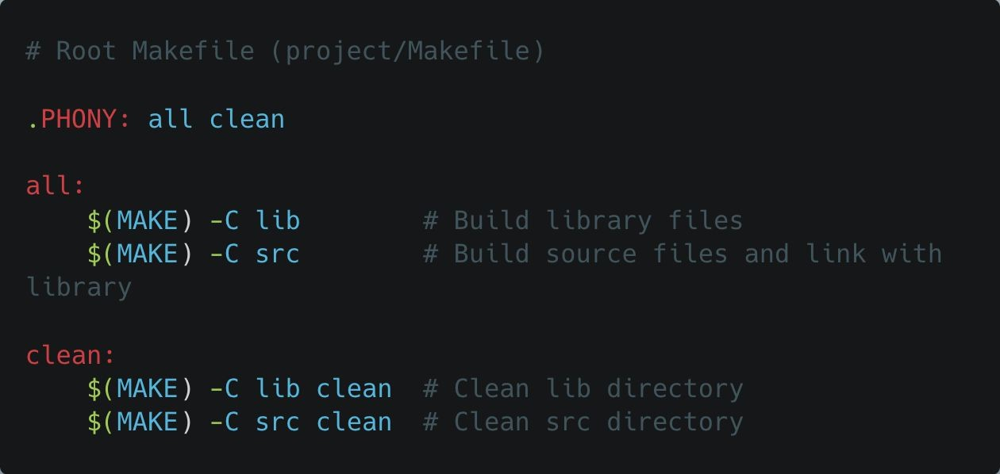 # Root Makefile (project/Makefile)
.PHONY: all clean
all:
    $(MAKE) -C lib        # Build library files
    $(MAKE) -C src        # Build source files and link with
library
clean:
    $(MAKE) -C lib clean  # Clean lib directory
    $(MAKE) -C src clean  # Clean src directory